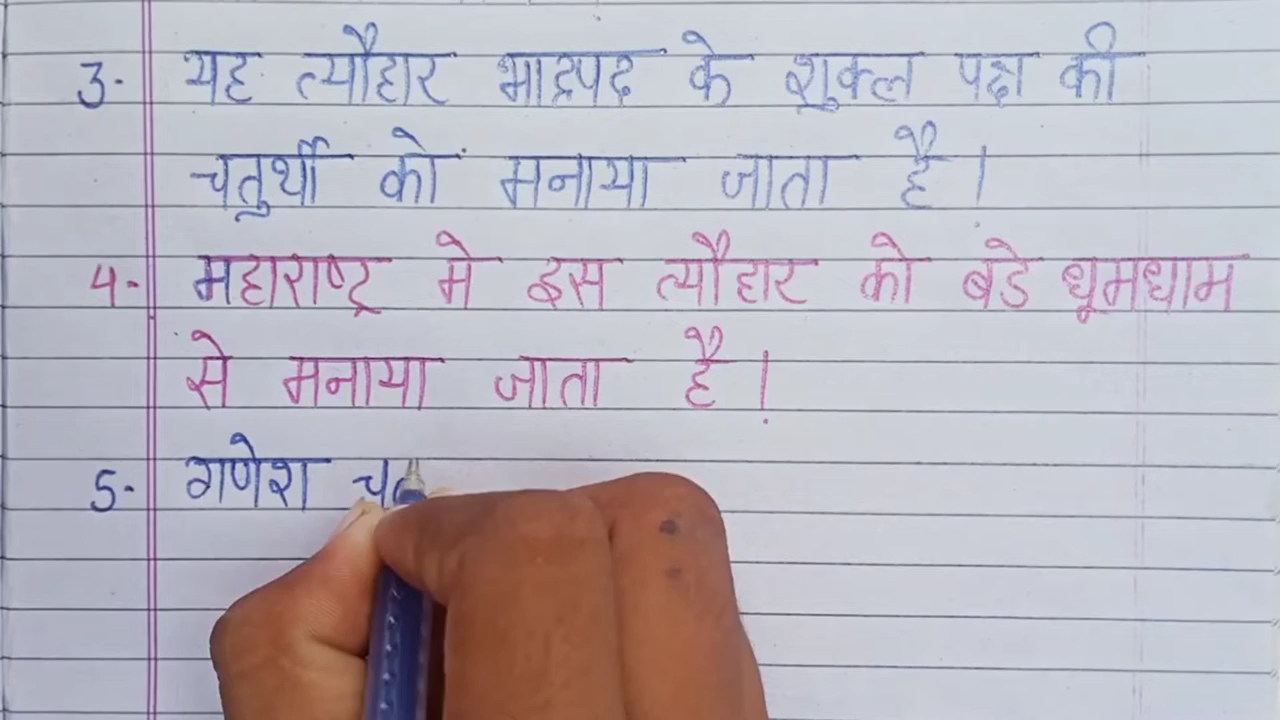 3- यह त्यौहार भाद्रपद के शुक्ल पक्ष की
चतुर्थी को मनाया जाता है।
4- महाराष्ट्र मे इस त्यौहार को बडे धूमधाम
से मनाया जाता है।
5- गणेश